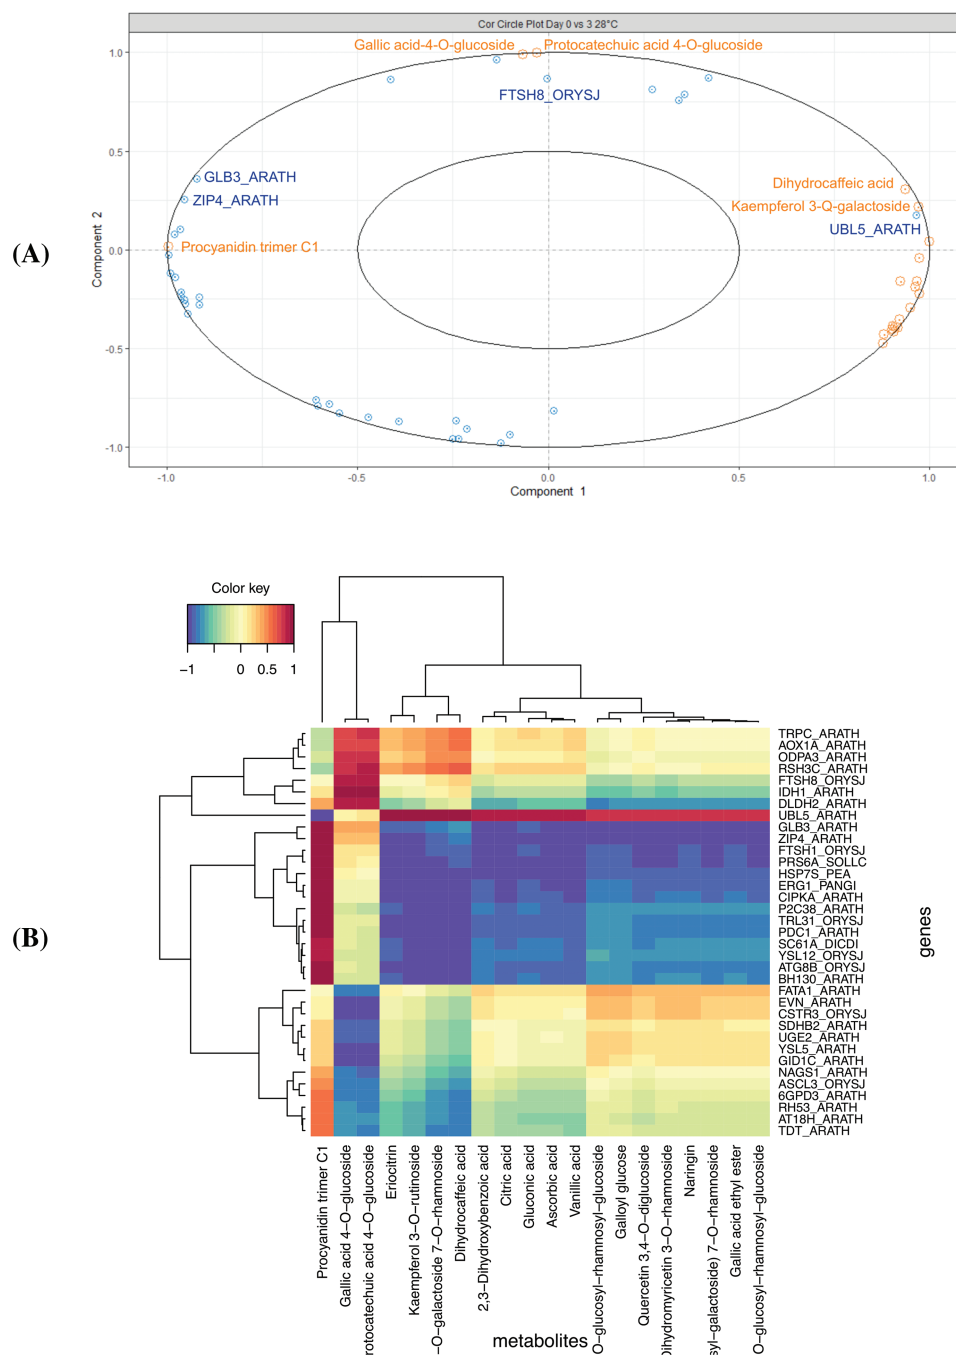 Cor Circle Plot Day 0 vs 3 28°C
Gallic acid-4-O-glucoside
Protocatechuic acid 4-O-glucoside
1.0
FTSH8_ORYSJ
0.5
GLB3_ARATH
ZIP4_ARATH
Dihydrocaffeic acid
Kaempferol 3-Q-galactoside
UBL5_ARATH
(A)
Component 2
0.0
Procyanidin trimer C1
-0.5
-1.0
-1.0 -0.5 0.0 0.5 1.0
Component 1
Color key
−1 0 0.5 1
(B)
TRPC_ARATH
AOX1A_ARATH
ODPA3_ARATH
RSH3C_ARATH
FTSH8_ORYSJ
IDH1_ARATH
DLDH2_ARATH
UBL5_ARATH
GLB3_ARATH
ZIP4_ARATH
FTSH1_ORYSJ
PRS6A_SOLLC
HSP7S_PEA
ERG1_PANGI
CIPKA_ARATH
P2C38_ARATH
TRL31_ORYSJ
PDC1_ARATH
SC61A_DICDI
YSL12_ORYSJ
ATG8B_ORYSJ
BH130_ARATH
FATA1_ARATH
EVN_ARATH
CSTR3_ORYSJ
SDHB2_ARATH
UGE2_ARATH
YSL5_ARATH
GID1C_ARATH
NAGS1_ARATH
ASCL3_ORYSJ
6GPD3_ARATH
RH53_ARATH
AT18H_ARATH
TDT_ARATH
genes
Procyanidin trimer C1
Gallic acid 4−O−glucoside
rotocatechuic acid 4−O−glucoside
Eriocitrin
Kaempferol 3−O−rutinoside
−O−galactoside 7−O−rhamnoside
Dihydrocaffeic acid
2,3−Dihydroxybenzoic acid
Citric acid
Gluconic acid
Ascorbic acid
Vanillic acid
O−glucosyl−rhamnosyl−glucoside
Galloyl glucose
Quercetin 3,4−O−diglucoside
Dihydromyricetin 3−O−rhamnoside
Naringin
syl−galactoside) 7−O−rhamnoside
Gallic acid ethyl ester
O−glucosyl−rhamnosyl−glucoside
metabolites